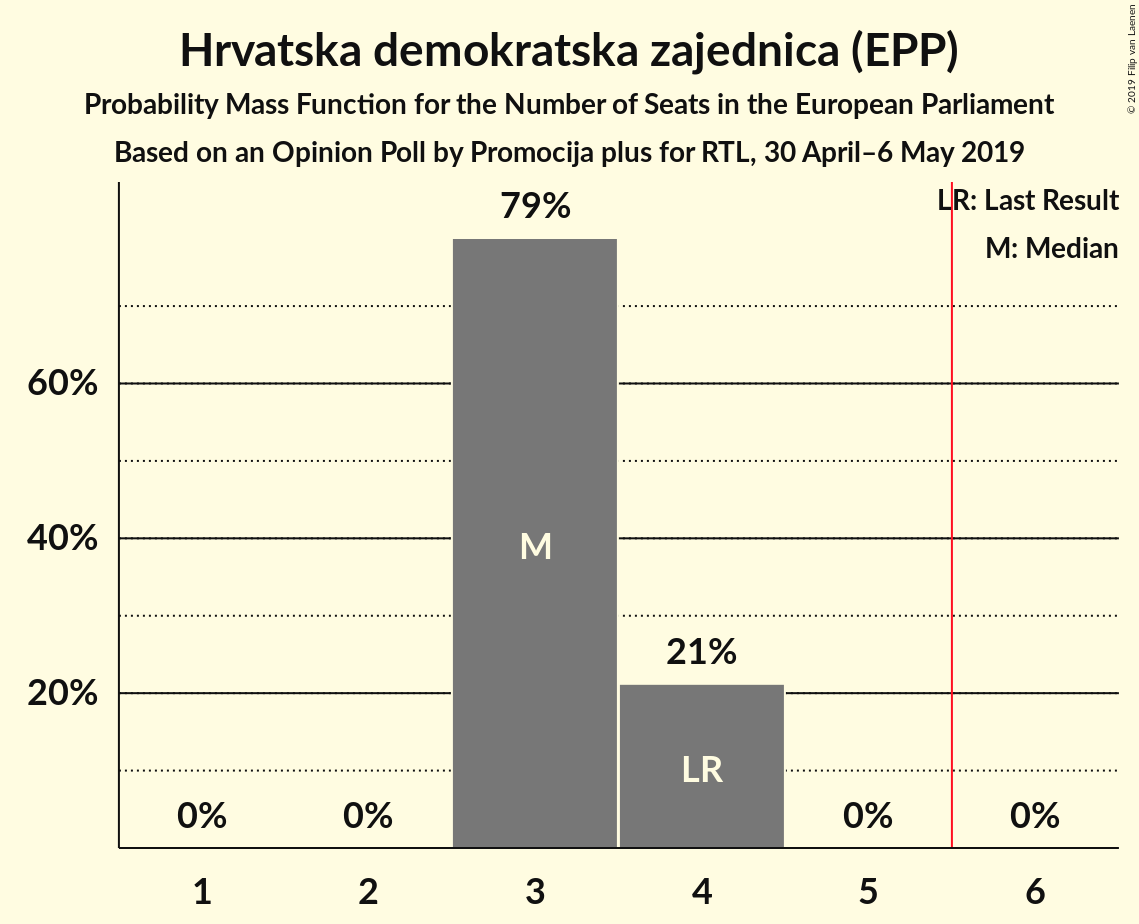 Hrvatska demokratska zajednica (EPP)
Probability Mass Function for the Number of Seats in the European Parliament
Based on an Opinion Poll by Promocija plus for RTL, 30 April–6 May 2019
© 2019 Filip van Laenen
LR: Last Result
M: Median
79%
60%
M
40%
21%
20%
LR
0% 0% 0% 0%
1 2 3 4 5 6